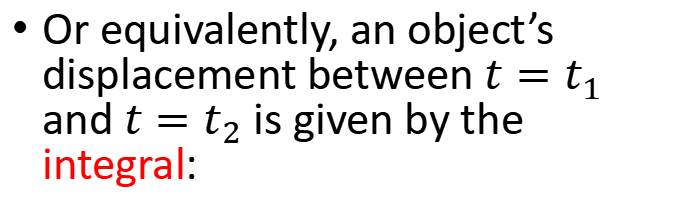 • Or equivalently, an object’s
displacement between t = t₁
and t = t₂ is given by the
integral: